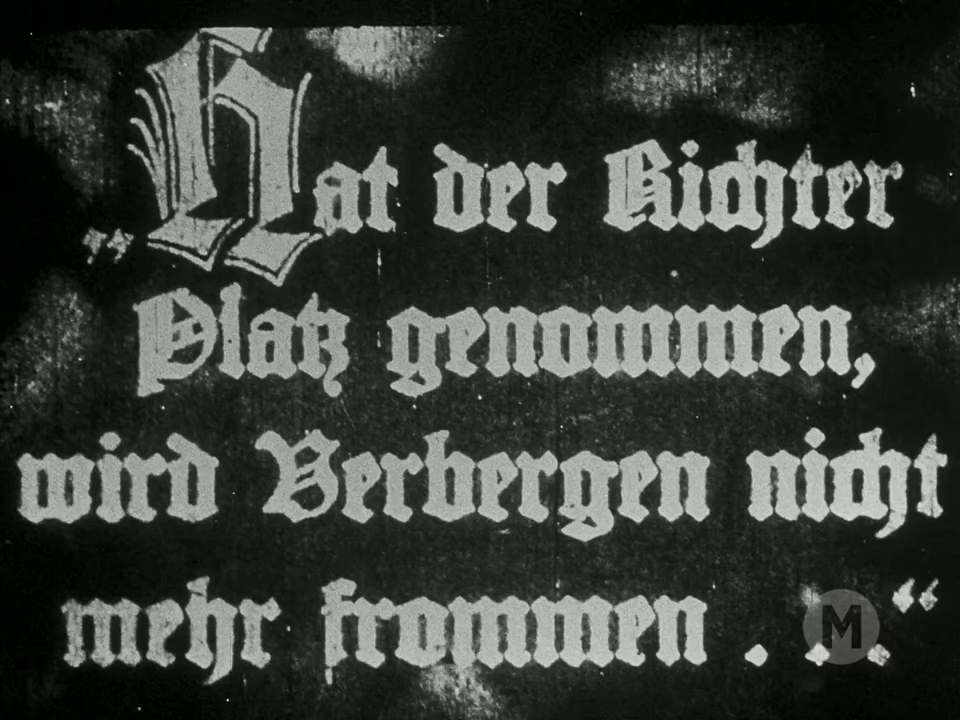 „Hat der Richter
Platz genommen,
wird Verbergen nicht
mehr frommen . . .“
M